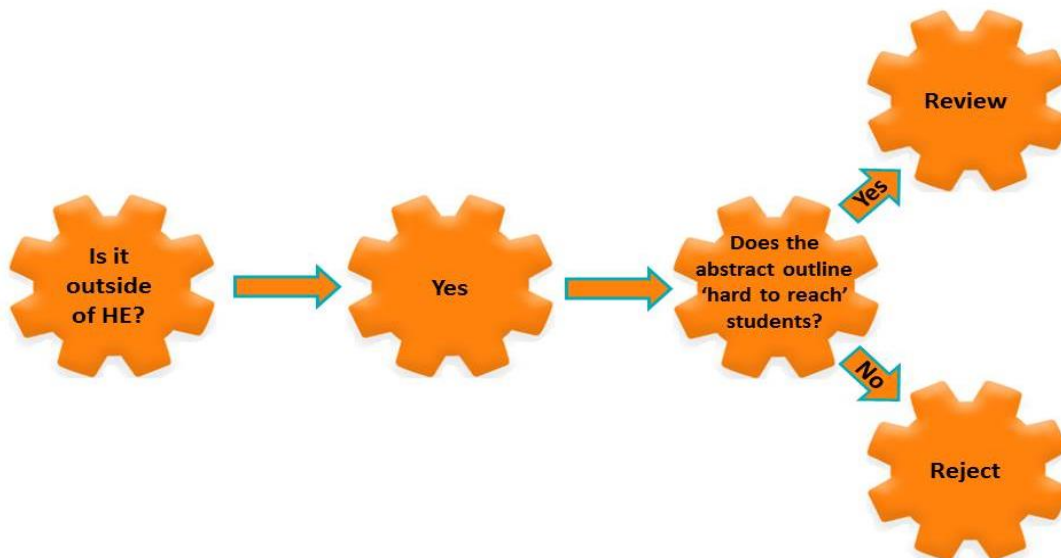 Is it
outside
of HE?
Yes
Does the
abstract outline
‘hard to reach’
students?
Yes
Review
No
Reject